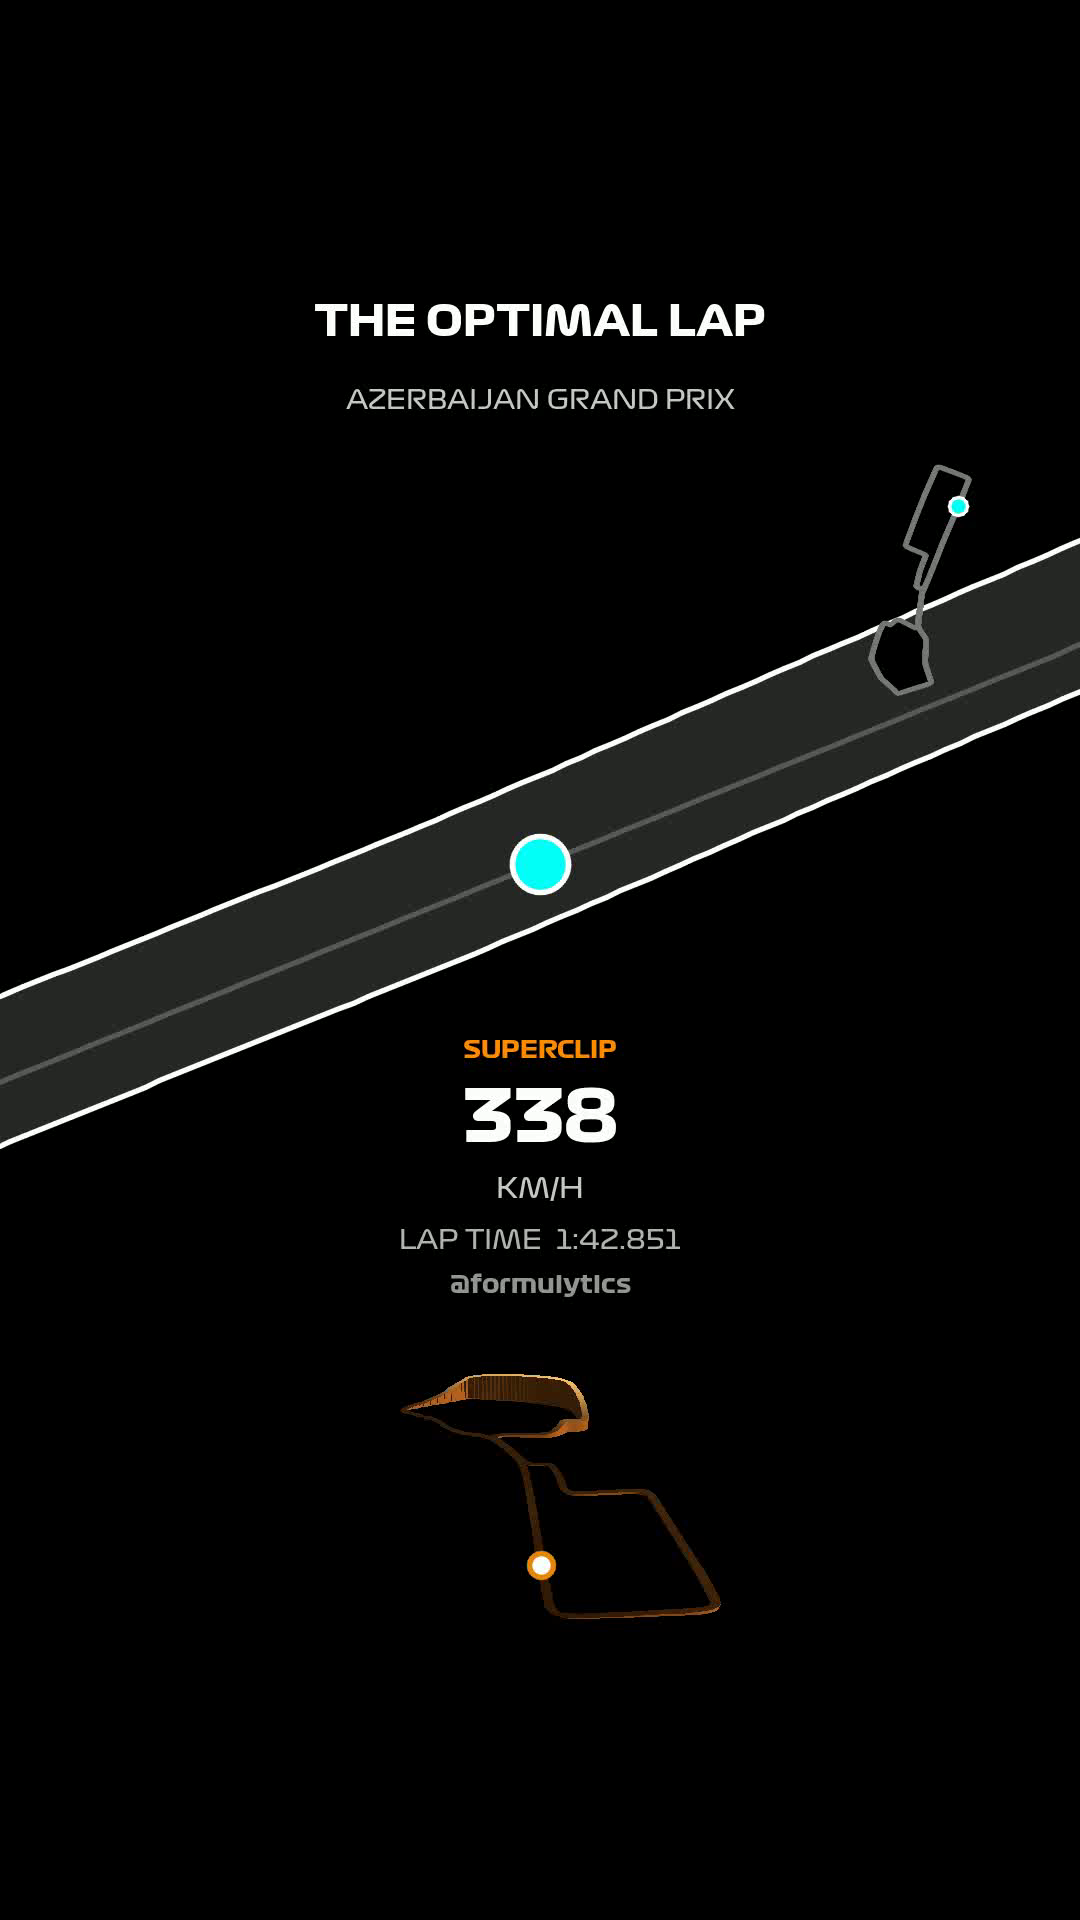 THE OPTIMAL LAP
AZERBAIJAN GRAND PRIX
SUPERCLIP
338
KM/H
LAP TIME 1:42.851
@formulytics